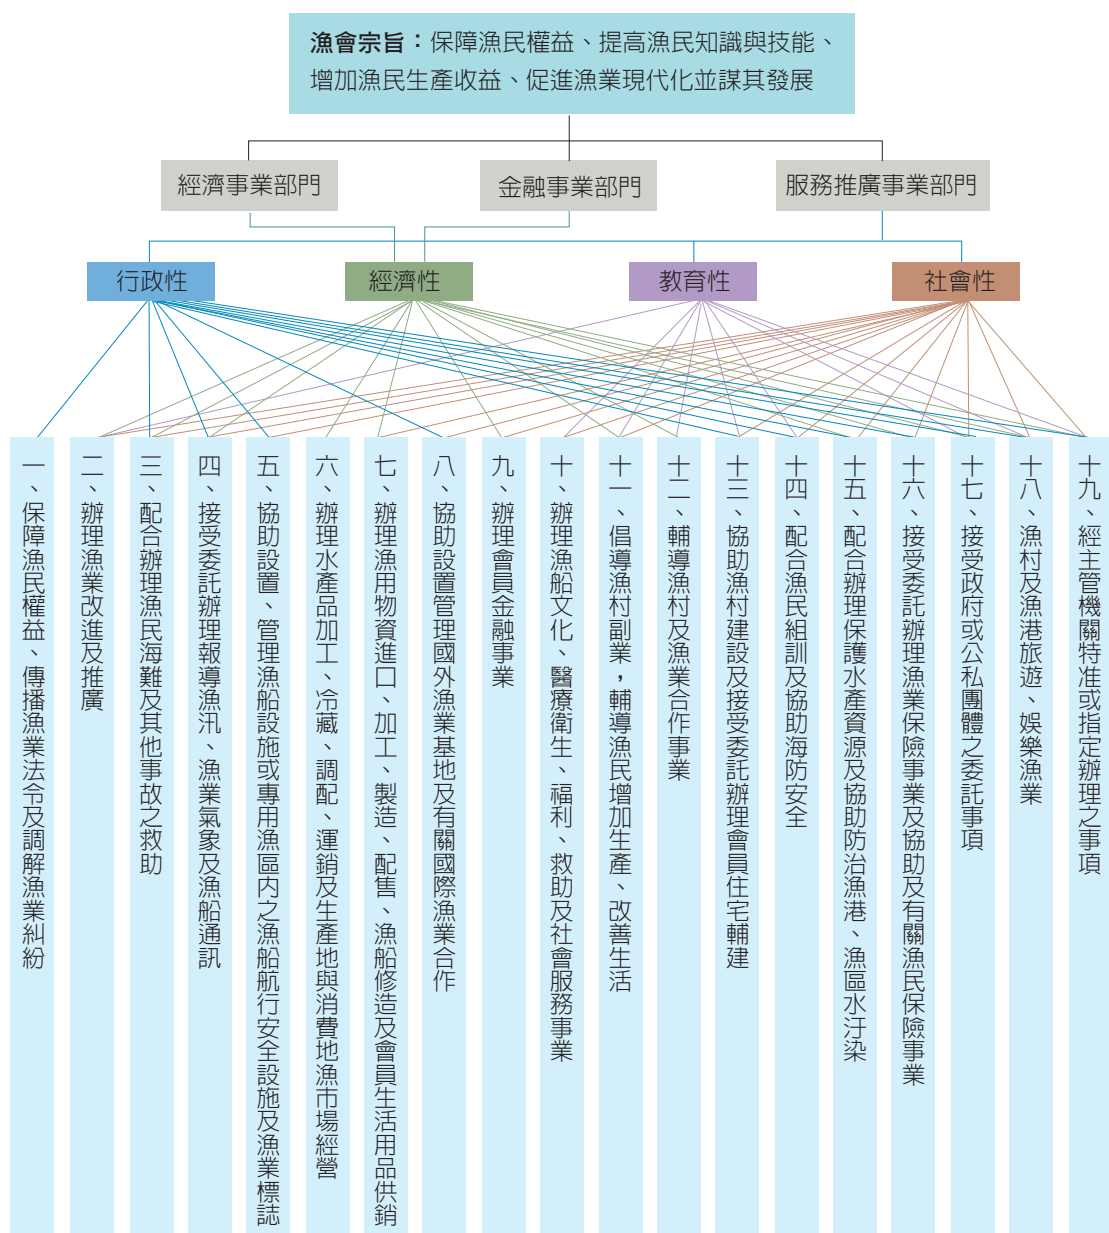 漁會宗旨：保障漁民權益、提高漁民知識與技能、
增加漁民生產收益、促進漁業現代化並謀其發展
經濟事業部門
金融事業部門
服務推廣事業部門
行政性
經濟性
教育性
社會性
一、保障漁民權益、傳播漁業法令及調解漁業糾紛
二、辦理漁業改進及推廣
三、配合辦理漁民海難及其他事故之救助
四、接受委託辦理報導漁汛、漁業氣象及漁船通訊
五、協助設置、管理漁船設施或專用漁區內之漁船航行安全設施及漁業標誌
六、辦理水產品加工、冷藏、調配、運銷及生產地與消費地漁市場經營
七、辦理漁用物資進口、加工、製造、配售、漁船修造及會員生活用品供銷
八、協助設置管理國外漁業基地及有關國際漁業合作
九、辦理會員金融事業
十、辦理漁船文化、醫療衛生、福利、救助及社會服務事業
十一、倡導漁村副業，輔導漁民增加生產、改善生活
十二、輔導漁村及漁業合作事業
十三、協助漁村建設及接受委託辦理會員住宅輔建
十四、配合漁民組訓及協助海防安全
十五、配合辦理保護水產資源及協助防治漁港、漁區水汙染
十六、接受委託辦理漁業保險事業及協助及有關漁民保險事業
十七、接受政府或公私團體之委託事項
十八、漁村及漁港旅遊、娛樂漁業
十九、經主管機關特准或指定辦理之事項